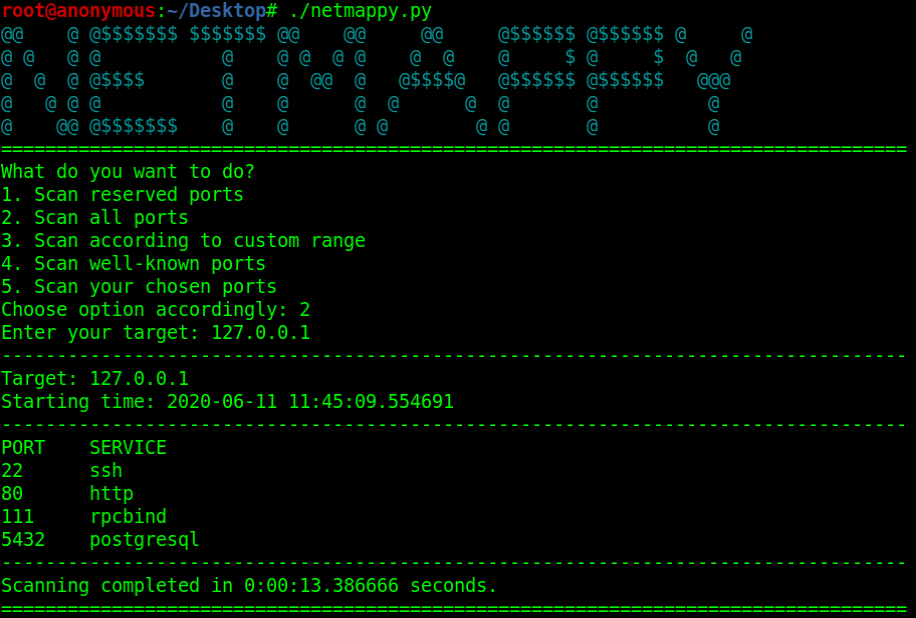 root@anonymous:~/Desktop# ./netmappy.py
NETMAPPY
================================================================================== 
What do you want to do?
1. Scan reserved ports
2. Scan all ports
3. Scan according to custom range
4. Scan well-known ports
5. Scan your chosen ports
Choose option accordingly: 2
Enter your target: 127.0.0.1
----------------------------------------------------------------------------------
Target: 127.0.0.1
Starting time: 2020-06-11 11:45:09.554691
----------------------------------------------------------------------------------
PORT    SERVICE
22      ssh
80      http
111     rpcbind
5432    postgresql
----------------------------------------------------------------------------------
Scanning completed in 0:00:13.386666 seconds.
==================================================================================